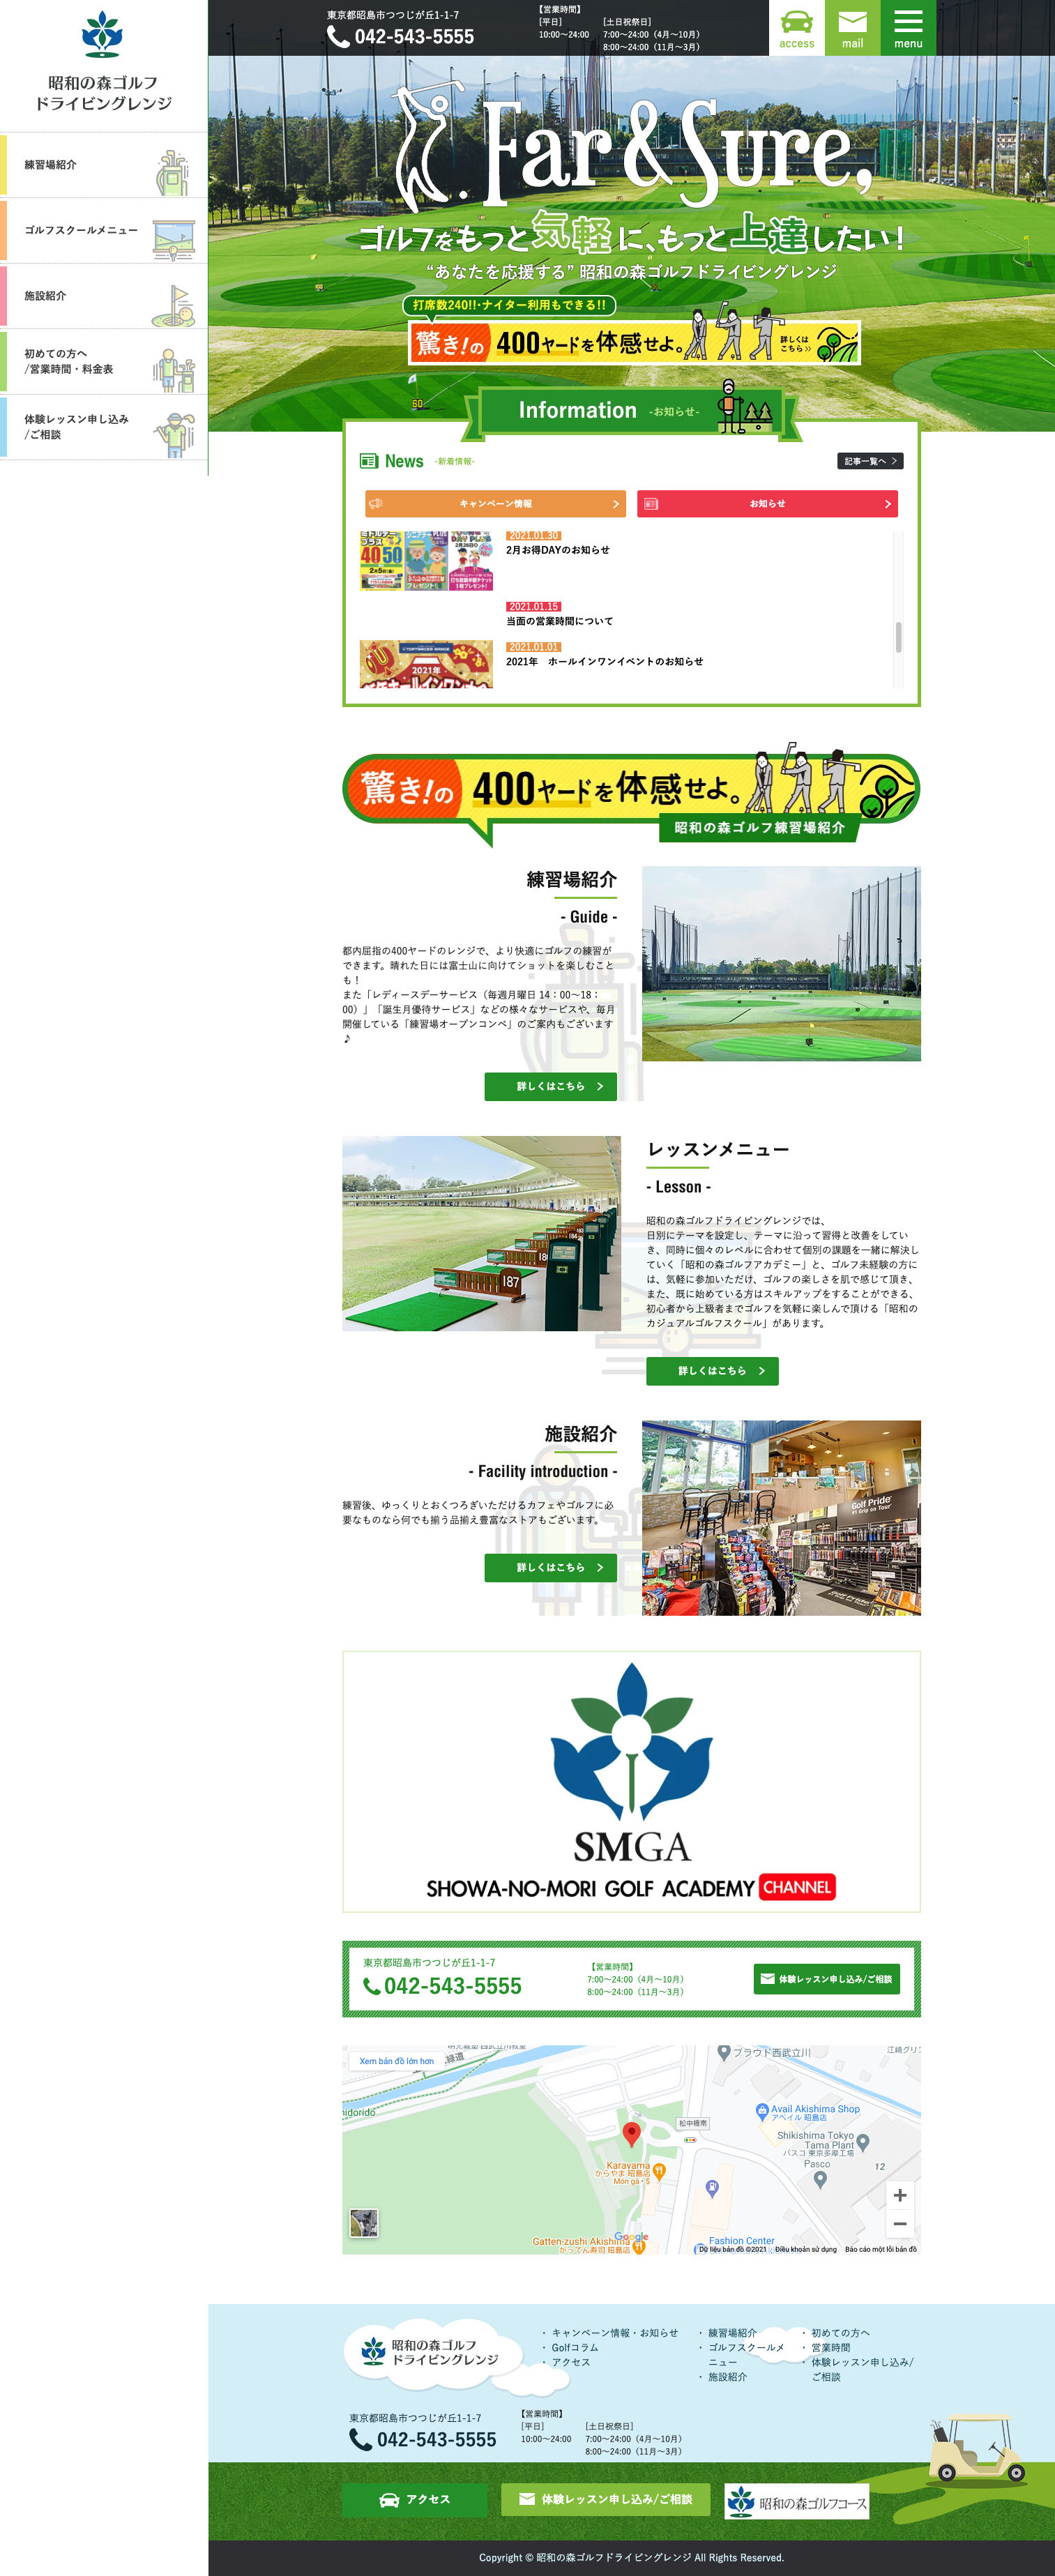 昭和の森ゴルフ
ドライビングレンジ
練習場紹介
ゴルフスクールメニュー
施設紹介
初めての方へ
/営業時間・料金表
体験レッスン申し込み
/ご相談
東京都昭島市つつじが丘1-1-7
042-543-5555
【営業時間】
[平日]
10:00〜24:00
[土日祝祭日]
7:00〜24:00（4月〜10月）
8:00〜24:00（11月〜3月）
access
mail
menu
Far&Sure,
ゴルフをもっと気軽に、もっと上達したい！
“あなたを応援する” 昭和の森ゴルフドライビングレンジ
打席数240!!・ナイター利用もできる!!
驚き!の 400ヤードを体感せよ。
詳しくは
こちら
60
Information -お知らせ-
News -新着情報-
記事一覧へ
キャンペーン情報
お知らせ
2021.01.30
2月お得DAYのお知らせ
40 50
2021.01.15
当面の営業時間について
2021年
2021.01.01
2021年　ホールインワンイベントのお知らせ
驚き!の 400ヤードを体感せよ。
昭和の森ゴルフ練習場紹介
練習場紹介
- Guide -
都内屈指の400ヤードのレンジで、より快適にゴルフの練習が
できます。晴れた日には富士山に向けてショットを楽しむこと
も！
また「レディースデーサービス（毎週月曜日 14：00〜18：
00）」「誕生月優待サービス」などの様々なサービスや、毎月
開催している「練習場オープンコンペ」のご案内もございます
♪
詳しくはこちら
187
レッスンメニュー
- Lesson -
昭和の森ゴルフドライビングレンジでは、
日別にテーマを設定し、テーマに沿って習得と改善をしてい
き、同時に個々のレベルに合わせて個別の課題を一緒に解決し
ていく「昭和の森ゴルフアカデミー」と、ゴルフ未経験の方に
は、気軽に参加いただけ、ゴルフの楽しさを肌で感じて頂き、
また、既に始めている方はスキルアップをすることができる、
初心者から上級者までゴルフを気軽に楽しんで頂ける「昭和の
カジュアルゴルフスクール」があります。
詳しくはこちら
施設紹介
- Facility introduction -
練習後、ゆっくりとおくつろぎいただけるカフェやゴルフに必
要なものなら何でも揃う品揃え豊富なストアもございます。
詳しくはこちら
Golf Pride
#1 Grip on Tour
SMGA
SHOWA-NO-MORI GOLF ACADEMY CHANNEL
東京都昭島市つつじが丘1-1-7
042-543-5555
【営業時間】
7:00〜24:00（4月〜10月）
8:00〜24:00（11月〜3月）
体験レッスン申し込み/ご相談
Xem bản đồ lớn hơn
プラウド西武立川
Avail Akishima Shop
アベイル 昭島店
松中橋南
Shikishima Tokyo
Tama Plant
パスコ 東京多摩工場
Pasco
12
Karayama
からやま 昭島店
Món gà・$
Gatten-zushi Akishima
がってん寿司 昭島店
Google
Fashion Center
Dữ liệu bản đồ ©2021
Điều khoản sử dụng
Báo cáo một lỗi bản đồ
昭和の森ゴルフ
ドライビングレンジ
・ キャンペーン情報・お知らせ
・ Golfコラム
・ アクセス
・ 練習場紹介
・ ゴルフスクールメ
ニュー
・ 施設紹介
・ 初めての方へ
・ 営業時間
・ 体験レッスン申し込み/
ご相談
東京都昭島市つつじが丘1-1-7
042-543-5555
【営業時間】
[平日]
10:00〜24:00
[土日祝祭日]
7:00〜24:00（4月〜10月）
8:00〜24:00（11月〜3月）
アクセス
体験レッスン申し込み/ご相談
昭和の森ゴルフコース
Copyright © 昭和の森ゴルフドライビングレンジ All Rights Reserved.